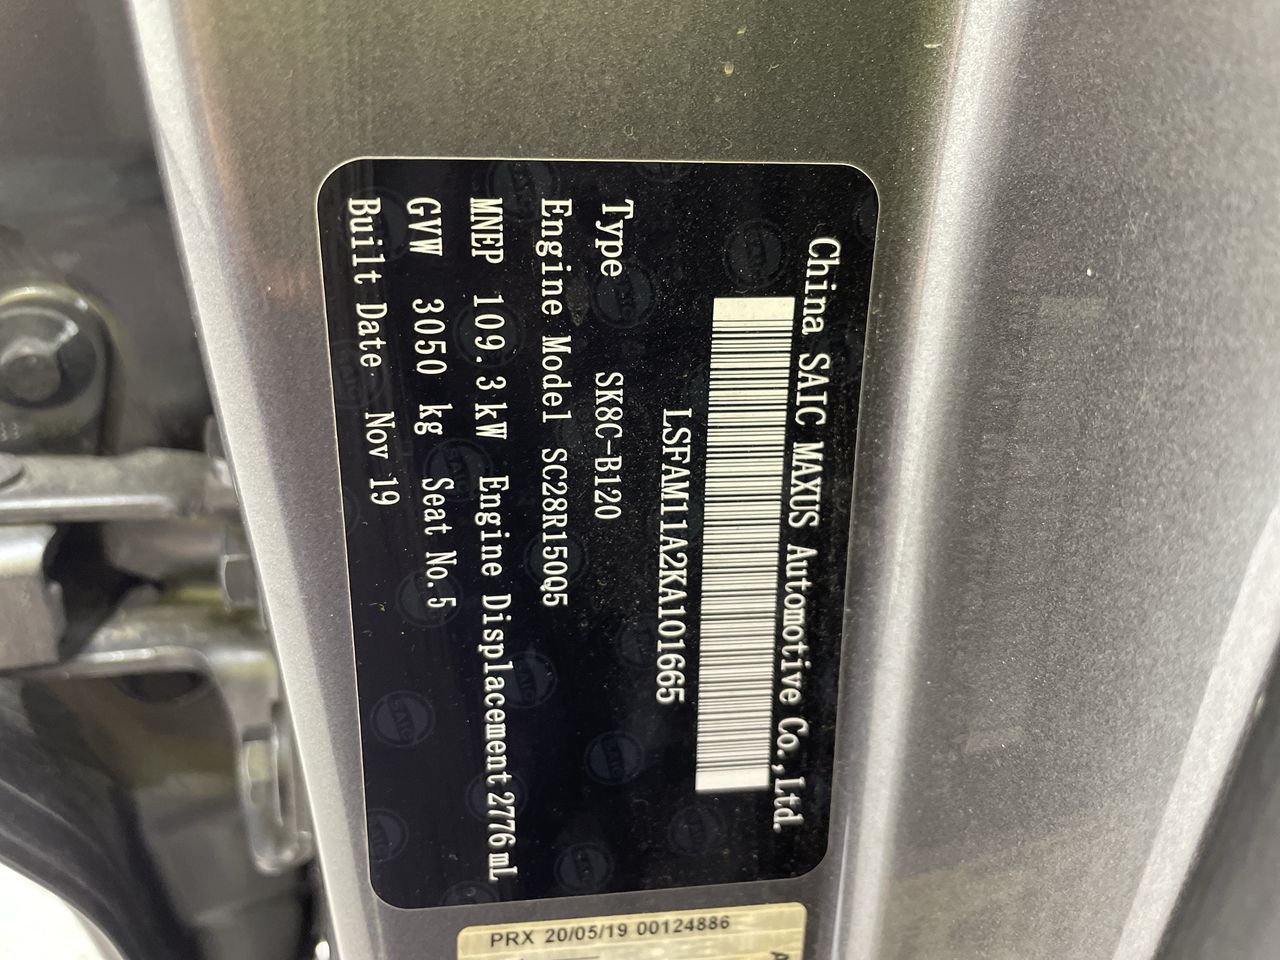 China SAIC MAXUS Automotive Co.,Ltd.
LSFAM11A2KA101665
Type SK8C-B120
Engine Model SC28R150Q5
MNEP 109.3kW Engine Displacement 2776mL
GVW 3050 kg Seat No.5
Built Date Nov 19
PRX 20/05/19 00124886